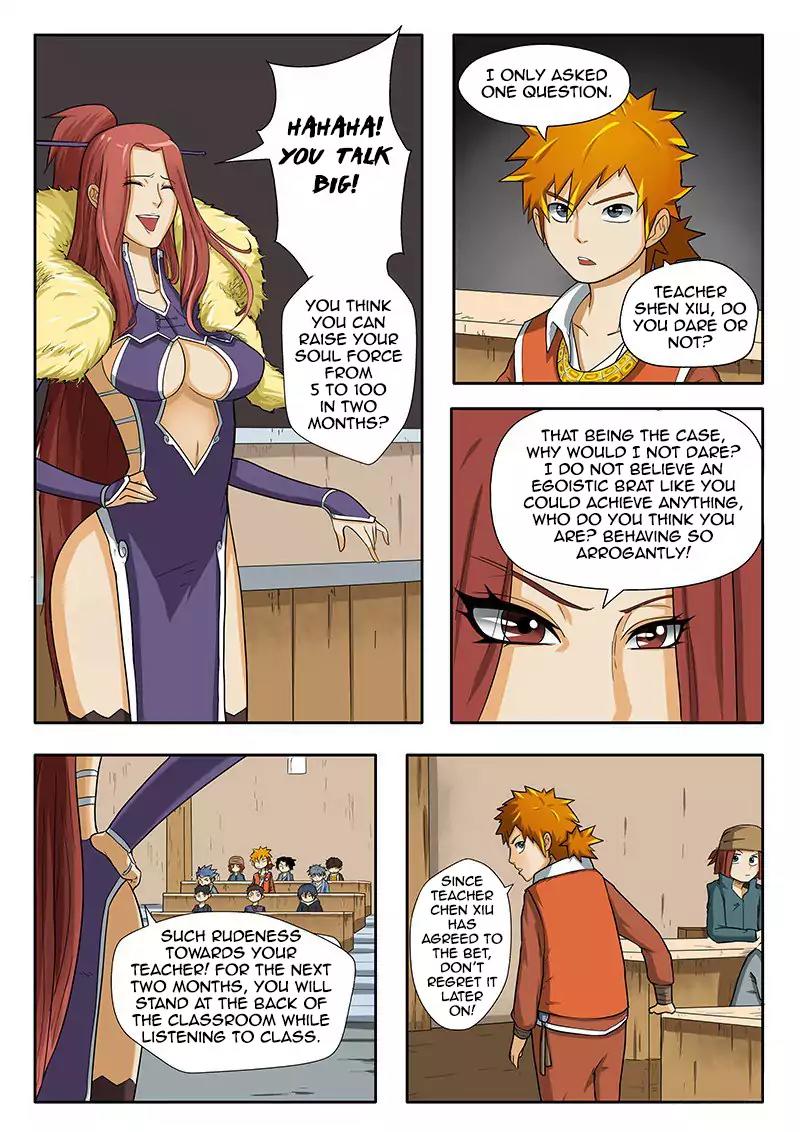 HAHAHA!
YOU TALK
BIG!
YOU THINK
YOU CAN
RAISE YOUR
SOUL FORCE
FROM
5 TO 100
IN TWO
MONTHS?
I ONLY ASKED
ONE QUESTION.
TEACHER
SHEN XIU, DO
YOU DARE OR
NOT?
THAT BEING THE CASE,
WHY WOULD I NOT DARE?
I DO NOT BELIEVE AN
EGOISTIC BRAT LIKE YOU
COULD ACHIEVE ANYTHING,
WHO DO YOU THINK YOU
ARE? BEHAVING SO
ARROGANTLY!
SUCH RUDENESS
TOWARDS YOUR
TEACHER! FOR THE NEXT
TWO MONTHS, YOU WILL
STAND AT THE BACK OF
THE CLASSROOM WHILE
LISTENING TO CLASS.
SINCE
TEACHER
CHEN XIU
HAS
AGREED TO
THE BET,
DON'T
REGRET IT
LATER
ON!